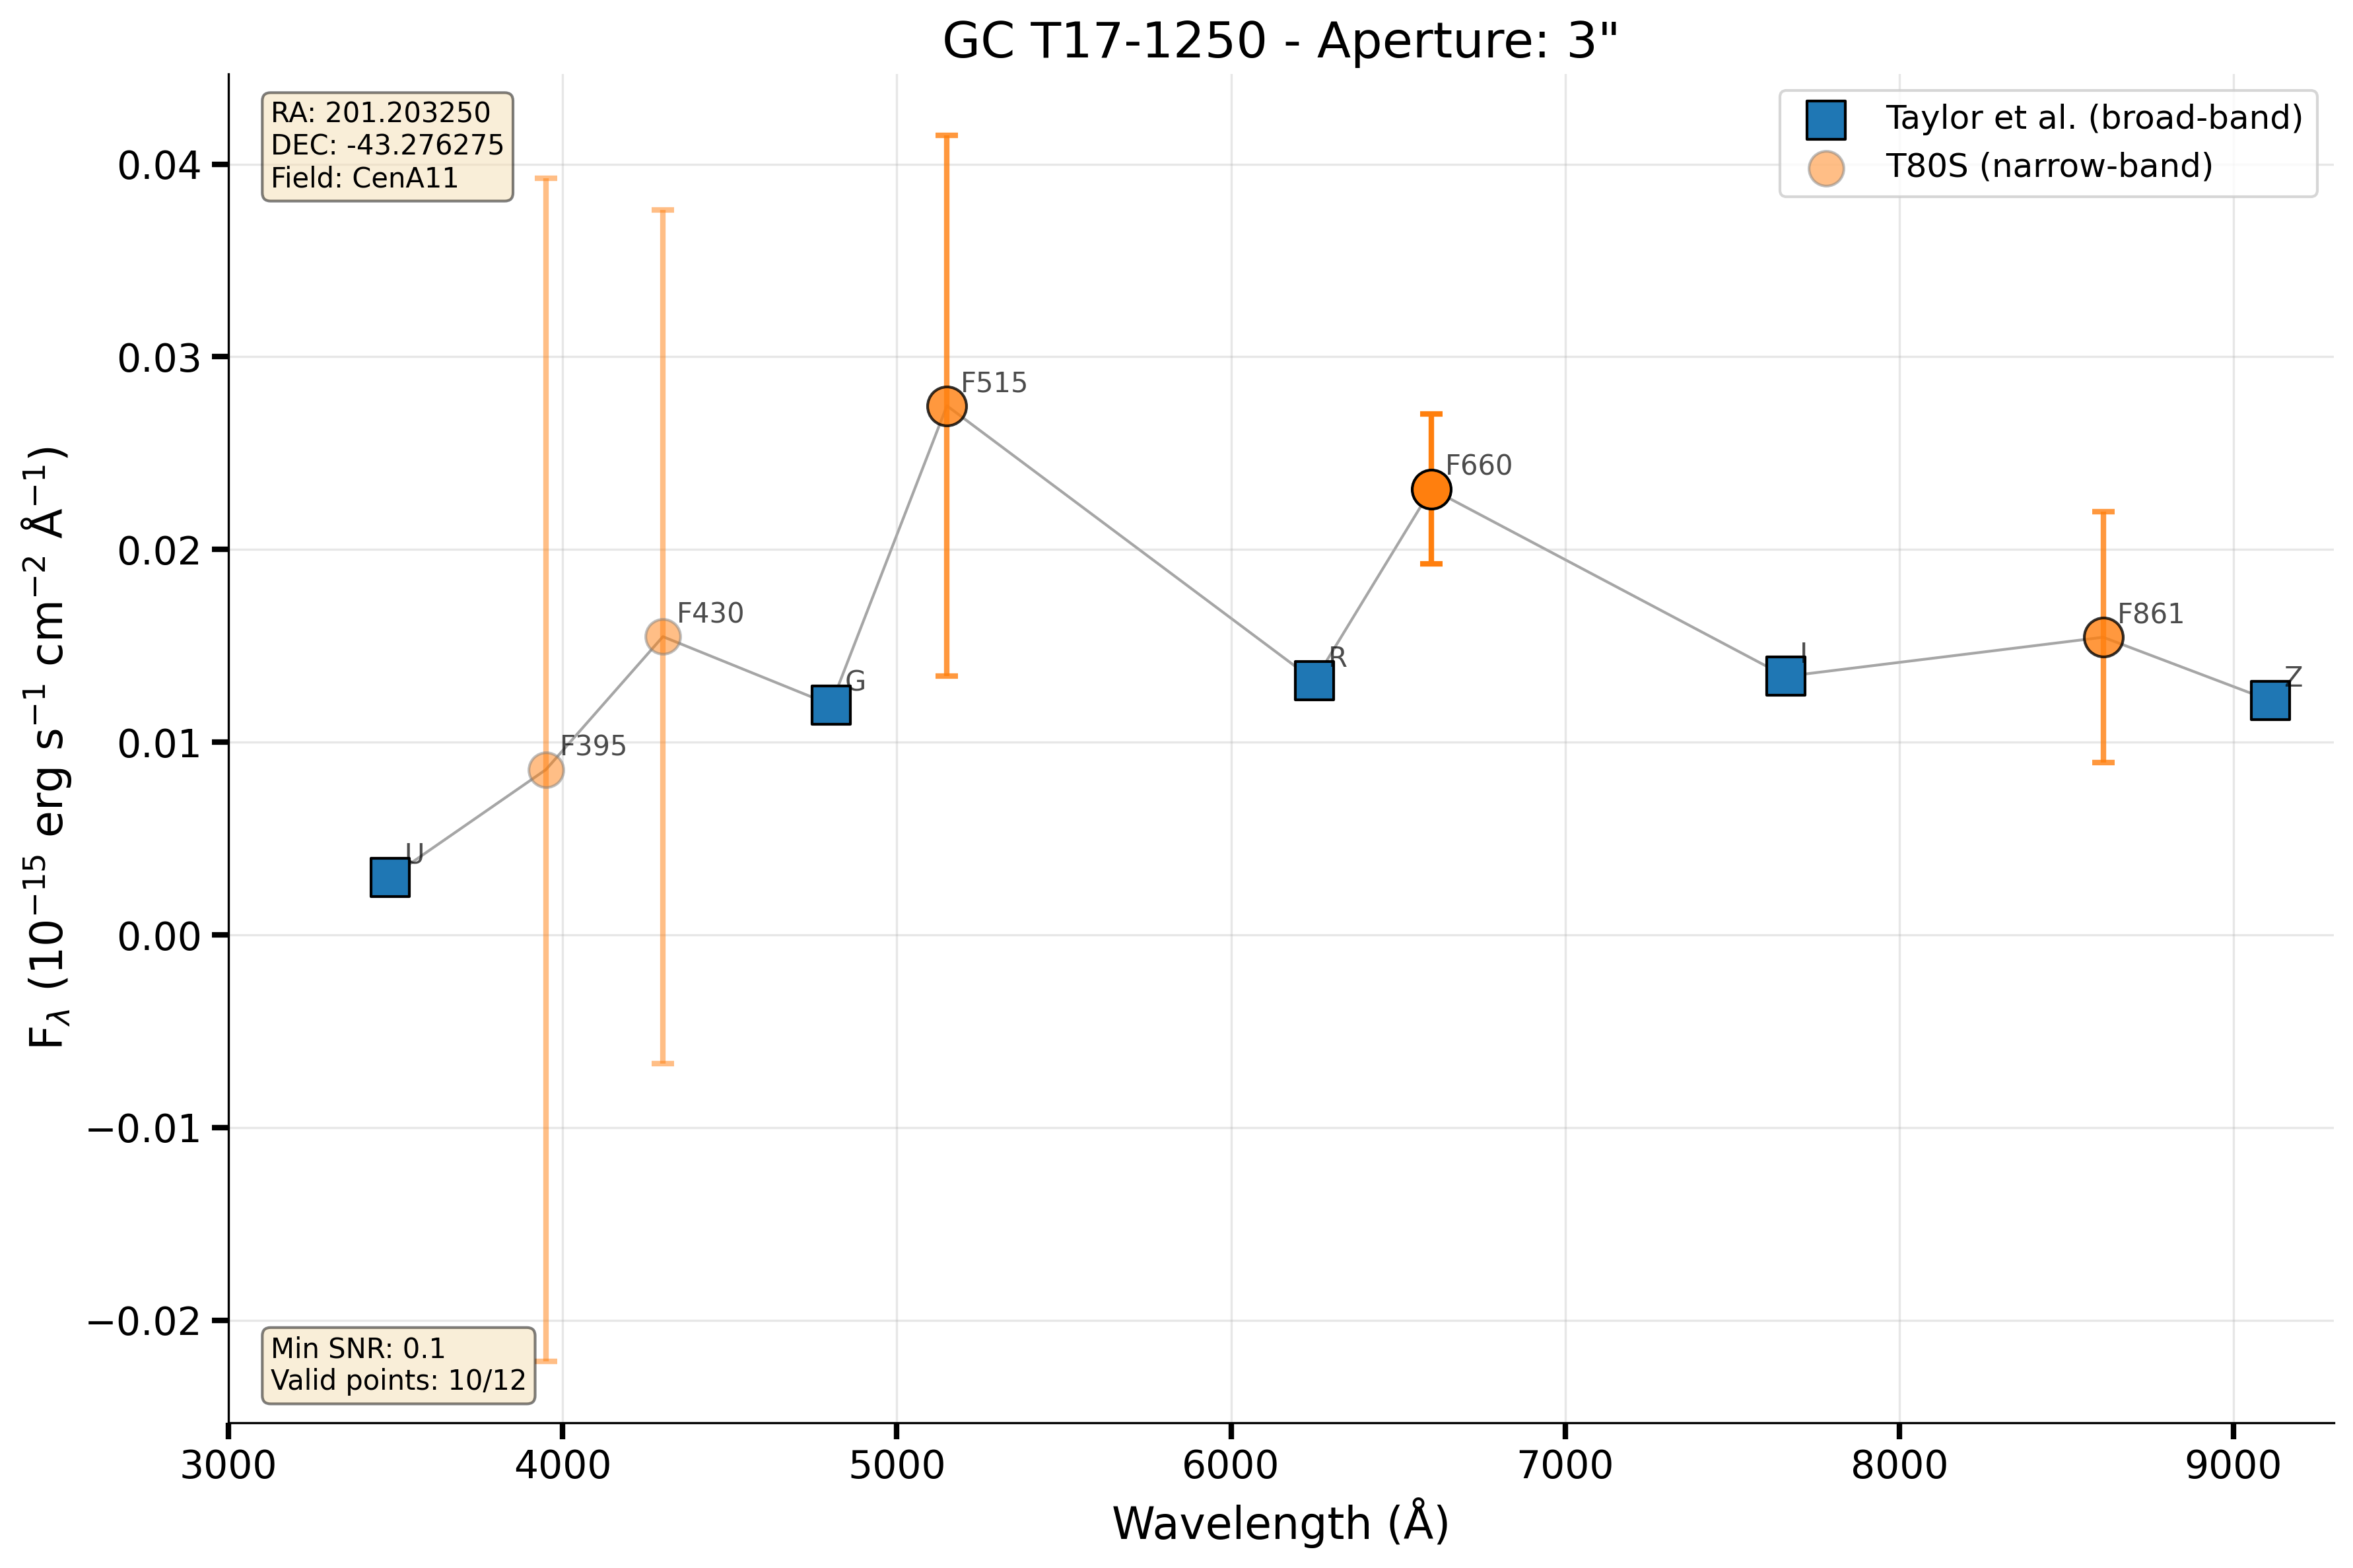 GC T17-1250 - Aperture: 3"
RA: 201.203250
DEC: -43.276275
Field: CenA11
Taylor et al. (broad-band)
T80S (narrow-band)
0.04
0.03
0.02
0.01
0.00
−0.01
−0.02
F515
F660
F430
F861
R
I
G
Z
F395
U
F_λ (10⁻¹⁵ erg s⁻¹ cm⁻² Å⁻¹)
Min SNR: 0.1
Valid points: 10/12
3000 4000 5000 6000 7000 8000 9000
Wavelength (Å)